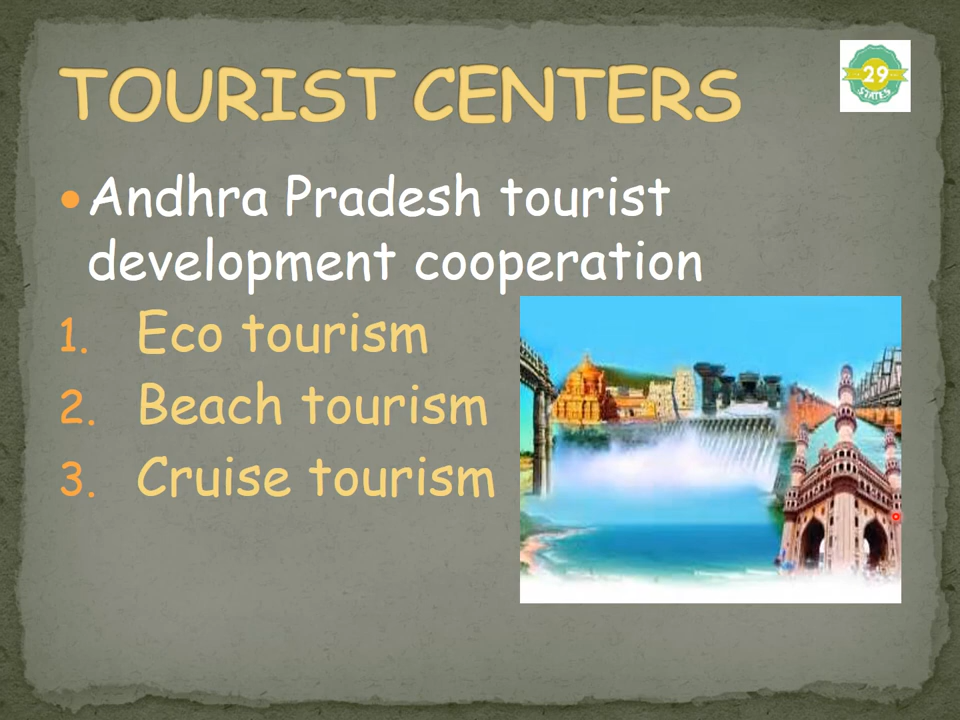 TOURIST CENTERS
29
STATES
• Andhra Pradesh tourist
development cooperation
1. Eco tourism
2. Beach tourism
3. Cruise tourism